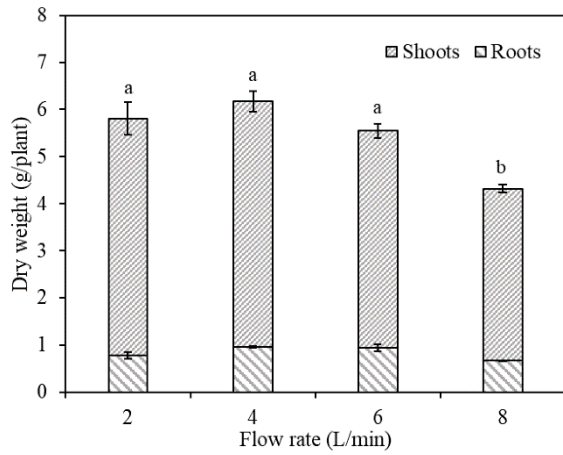 8
7
6
5
4
3
2
1
0
Dry weight (g/plant)
Shoots Roots
a
a
a
b
2 4 6 8
Flow rate (L/min)